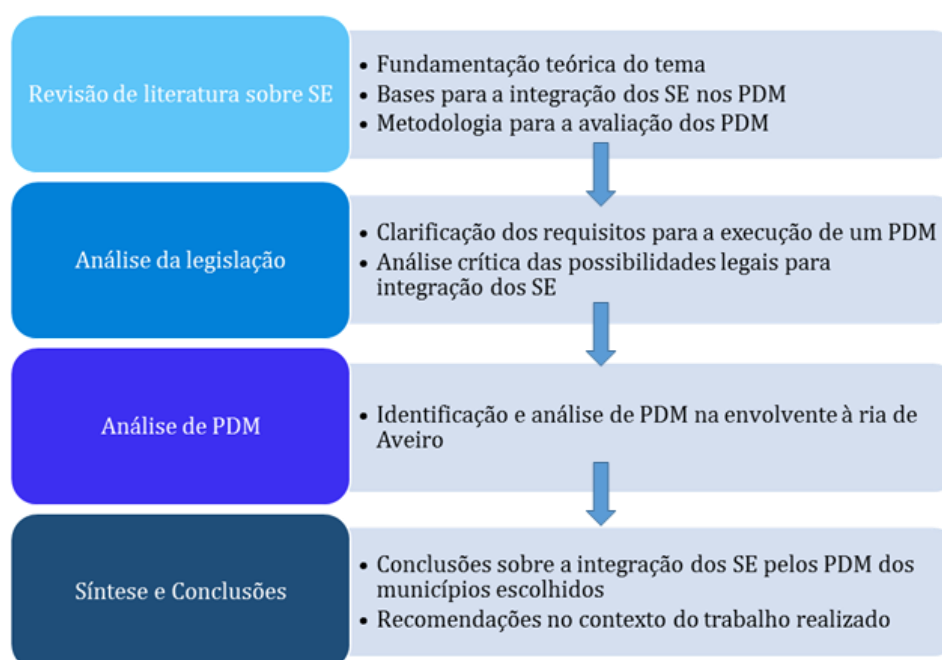 Revisão de literatura sobre SE
• Fundamentação teórica do tema
• Bases para a integração dos SE nos PDM
• Metodologia para a avaliação dos PDM
Análise da legislação
• Clarificação dos requisitos para a execução de um PDM
• Análise crítica das possibilidades legais para
integração dos SE
Análise de PDM
• Identificação e análise de PDM na envolvente à ria de
Aveiro
Síntese e Conclusões
• Conclusões sobre a integração dos SE pelos PDM dos
municípios escolhidos
• Recomendações no contexto do trabalho realizado